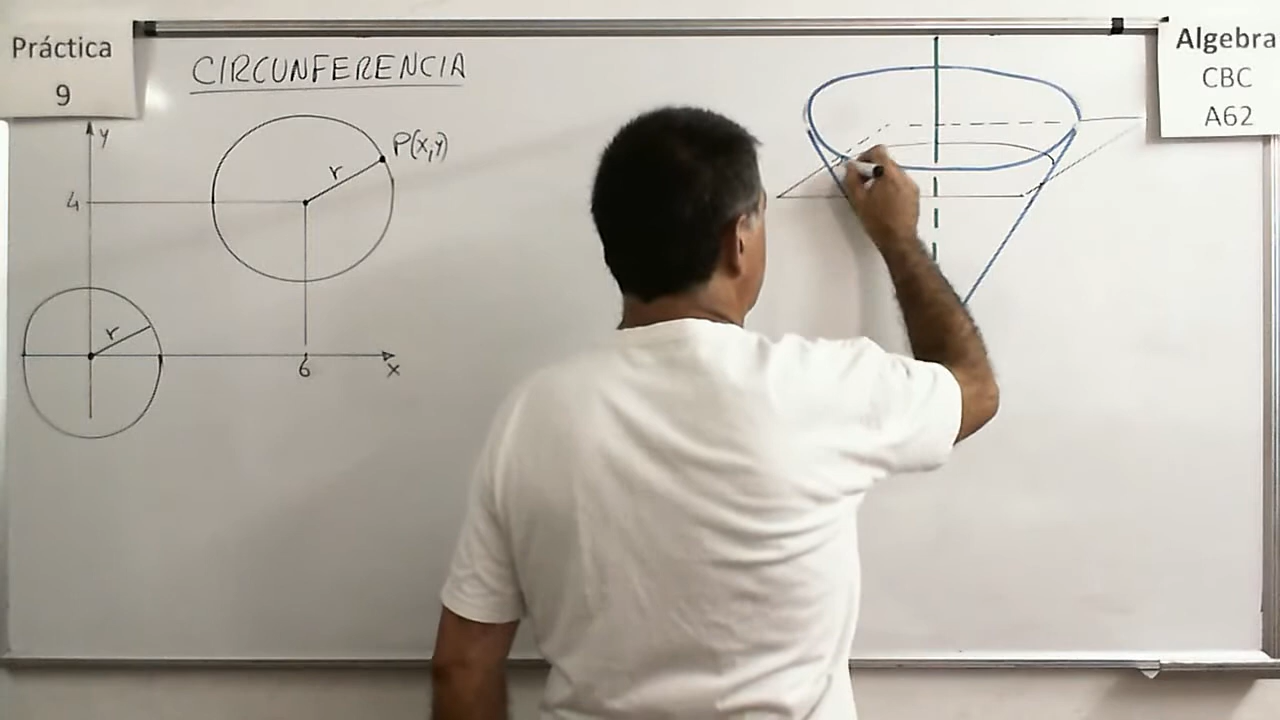 Práctica
9
CIRCUNFERENCIA
Algebra
CBC
A62
y
P(x,y)
r
4
r
6
x